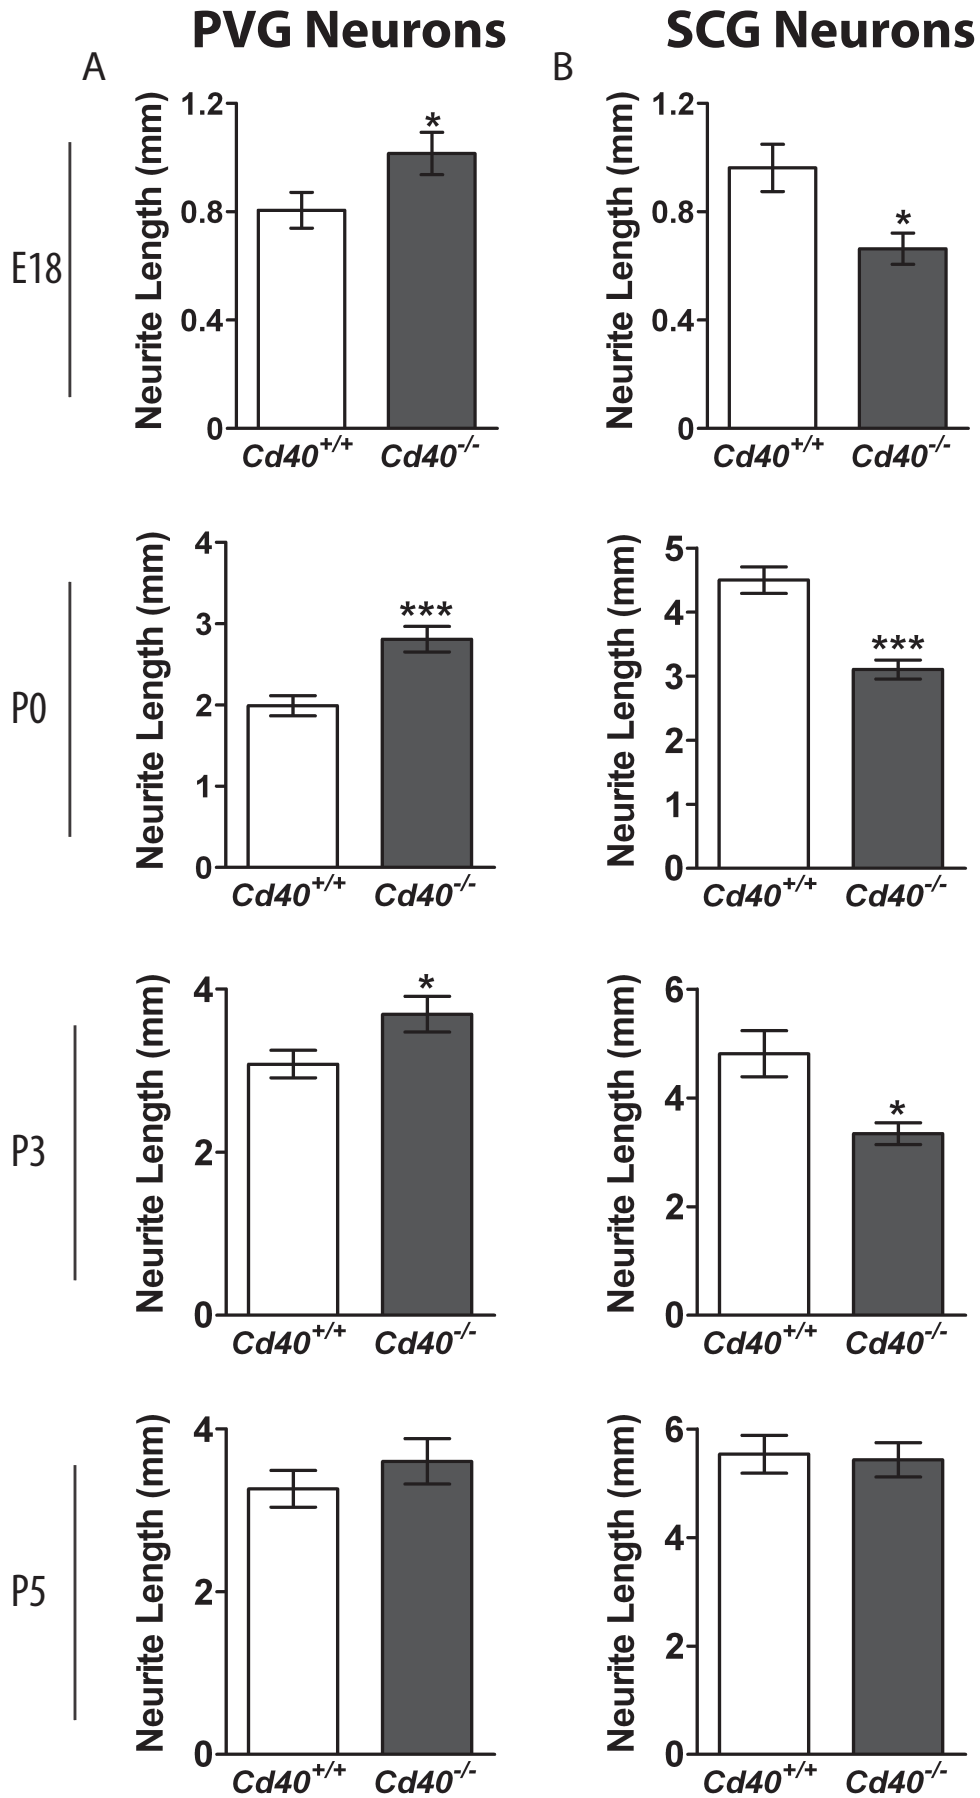 PVG Neurons SCG Neurons
A B
E18
Neurite Length (mm)
1.2
0.8
0.4
0
*
Cd40+/+ Cd40-/-
Neurite Length (mm)
1.2
0.8
0.4
0
*
Cd40+/+ Cd40-/-
P0
Neurite Length (mm)
4
3
2
1
0
***
Cd40+/+ Cd40-/-
Neurite Length (mm)
5
4
3
2
1
0
***
Cd40+/+ Cd40-/-
P3
Neurite Length (mm)
4
2
0
*
Cd40+/+ Cd40-/-
Neurite Length (mm)
6
4
2
0
*
Cd40+/+ Cd40-/-
P5
Neurite Length (mm)
4
2
0
Cd40+/+ Cd40-/-
Neurite Length (mm)
6
4
2
0
Cd40+/+ Cd40-/-